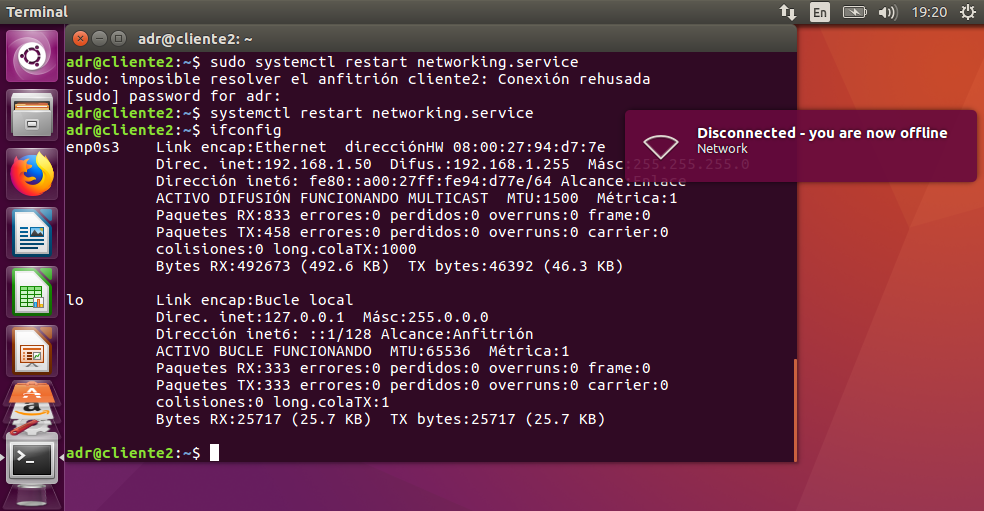 Terminal
En
19:20
adr@cliente2: ~
adr@cliente2:~$ sudo systemctl restart networking.service
sudo: imposible resolver el anfitrión cliente2: Conexión rehusada
[sudo] password for adr:
adr@cliente2:~$ systemctl restart networking.service
adr@cliente2:~$ ifconfig
enp0s3 Link encap:Ethernet direcciónHW 08:00:27:94:d7:7e
Direc. inet:192.168.1.50 Difus.:192.168.1.255 Másc:255.255.255.0
Dirección inet6: fe80::a00:27ff:fe94:d77e/64 Alcance:Enlace
ACTIVO DIFUSIÓN FUNCIONANDO MULTICAST MTU:1500 Métrica:1
Paquetes RX:833 errores:0 perdidos:0 overruns:0 frame:0
Paquetes TX:458 errores:0 perdidos:0 overruns:0 carrier:0
colisiones:0 long.colaTX:1000
Bytes RX:492673 (492.6 KB) TX bytes:46392 (46.3 KB)
lo Link encap:Bucle local
Direc. inet:127.0.0.1 Másc:255.0.0.0
Dirección inet6: ::1/128 Alcance:Anfitrión
ACTIVO BUCLE FUNCIONANDO MTU:65536 Métrica:1
Paquetes RX:333 errores:0 perdidos:0 overruns:0 frame:0
Paquetes TX:333 errores:0 perdidos:0 overruns:0 carrier:0
colisiones:0 long.colaTX:1
Bytes RX:25717 (25.7 KB) TX bytes:25717 (25.7 KB)
adr@cliente2:~$
Disconnected - you are now offline
Network